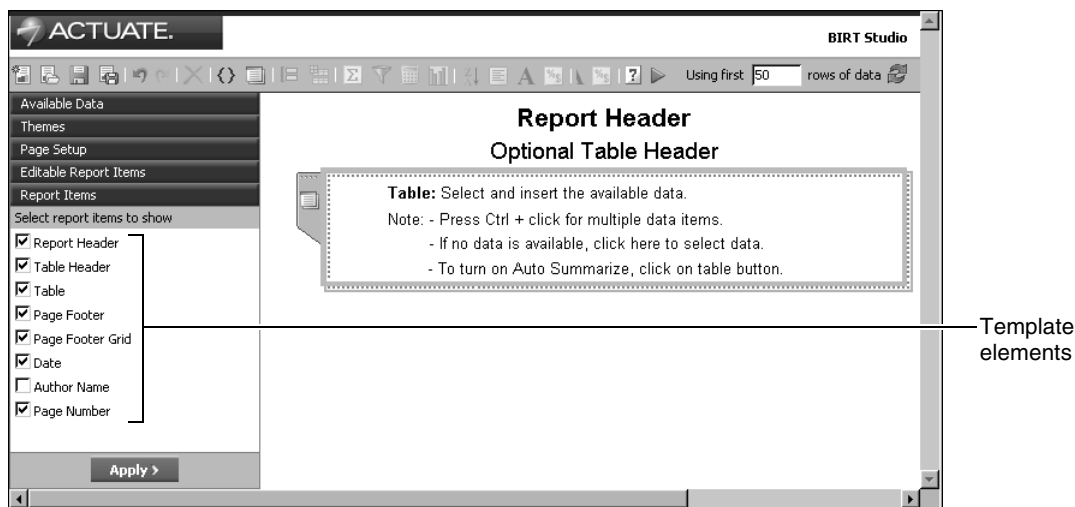 ACTUATE.
BIRT Studio
Using first 50 rows of data
Available Data
Themes
Page Setup
Editable Report Items
Report Items
Select report items to show
Report Header
Table Header
Table
Page Footer
Page Footer Grid
Date
Author Name
Page Number
Apply >
Report Header
Optional Table Header
Table: Select and insert the available data.
Note: - Press Ctrl + click for multiple data items.
- If no data is available, click here to select data.
- To turn on Auto Summarize, click on table button.
Template
elements